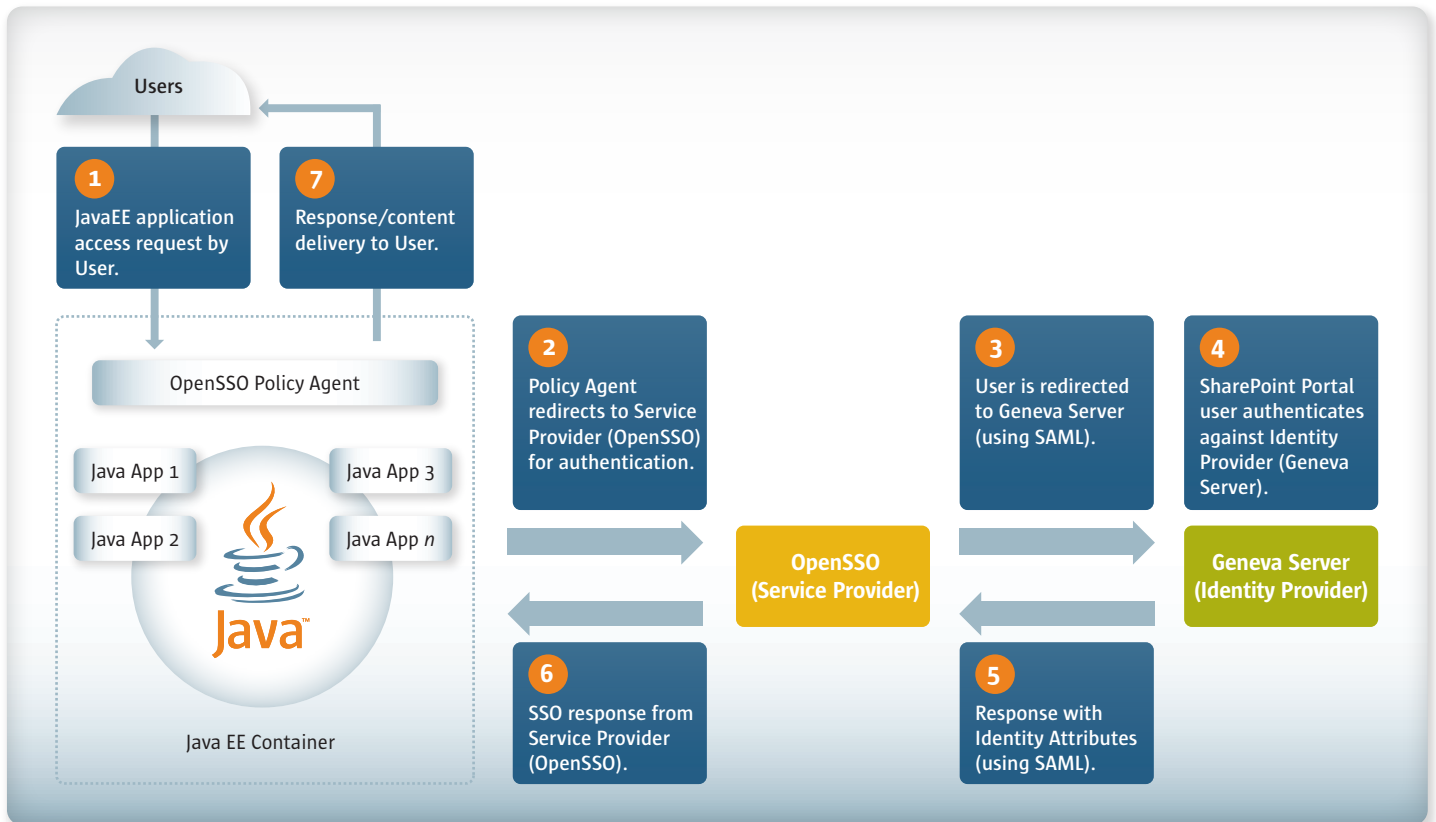 Users
1
JavaEE application
access request by
User.
7
Response/content
delivery to User.
OpenSSO Policy Agent
Java App 1
Java App 3
Java App 2
Java App n
Java™
Java EE Container
2
Policy Agent
redirects to Service
Provider (OpenSSO)
for authentication.
3
User is redirected
to Geneva Server
(using SAML).
4
SharePoint Portal
user authenticates
against Identity
Provider (Geneva
Server).
OpenSSO
(Service Provider)
Geneva Server
(Identity Provider)
6
SSO response from
Service Provider
(OpenSSO).
5
Response with
Identity Attributes
(using SAML).